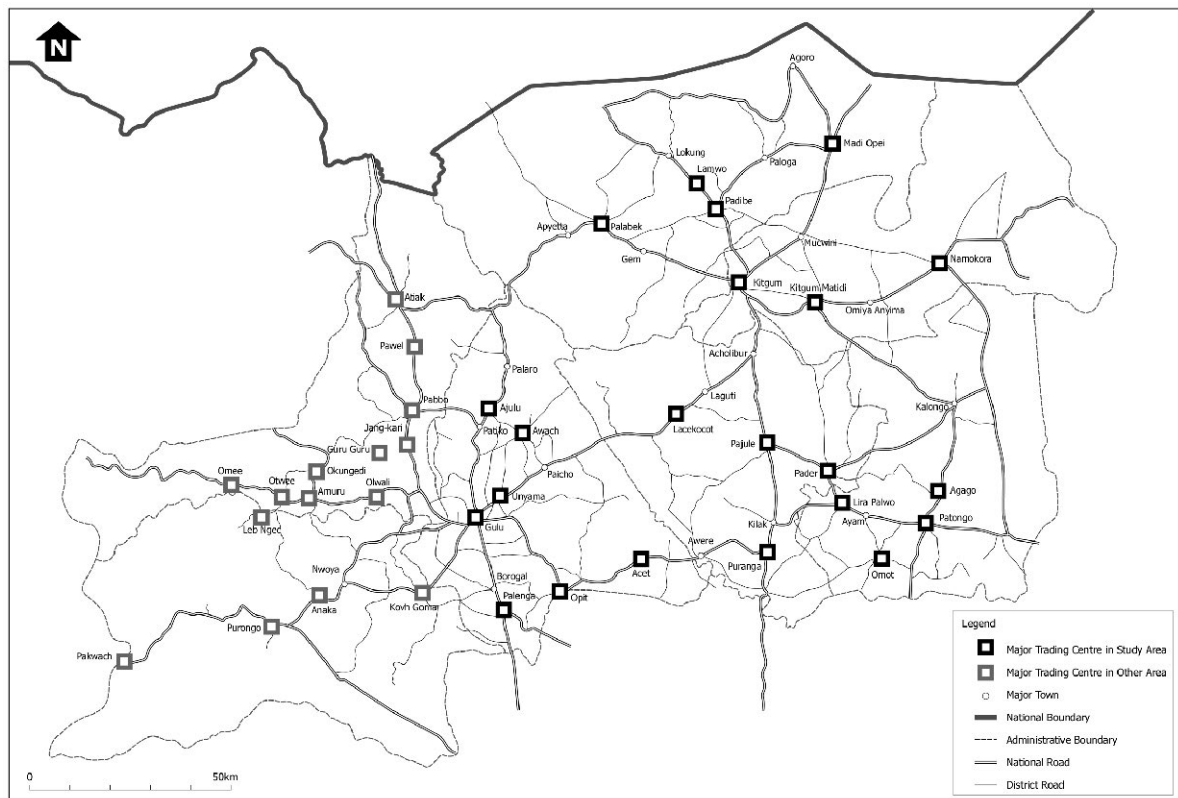 N
Agoro
Madi Opei
Lokung
Paloga
Lamwo
Padibe
Palabek
Apyetta
Mucwini
Gem
Namokora
Kitgum
Kitgum Matidi
Omiya Anyima
Atiak
Pawel
Acholibur
Palaro
Laguti
Pabbo
Ajulu
Kalongo
Lacekocot
Jang-kari
Patiko
Awach
Pajule
Guru Guru
Okungedi
Paicho
Pader
Omee
Otwee
Amuru
Olwali
Unyama
Agago
Lira Palwo
Leb Ngec
Gulu
Kilak
Ayam
Patongo
Awere
Nwoya
Acet
Puranga
Omot
Borogal
Anaka
Kovh Gomar
Palenga
Opit
Purongo
Pakwach
Legend
Major Trading Centre in Study Area
Major Trading Centre in Other Area
Major Town
National Boundary
Administrative Boundary
National Road
District Road
0 50km